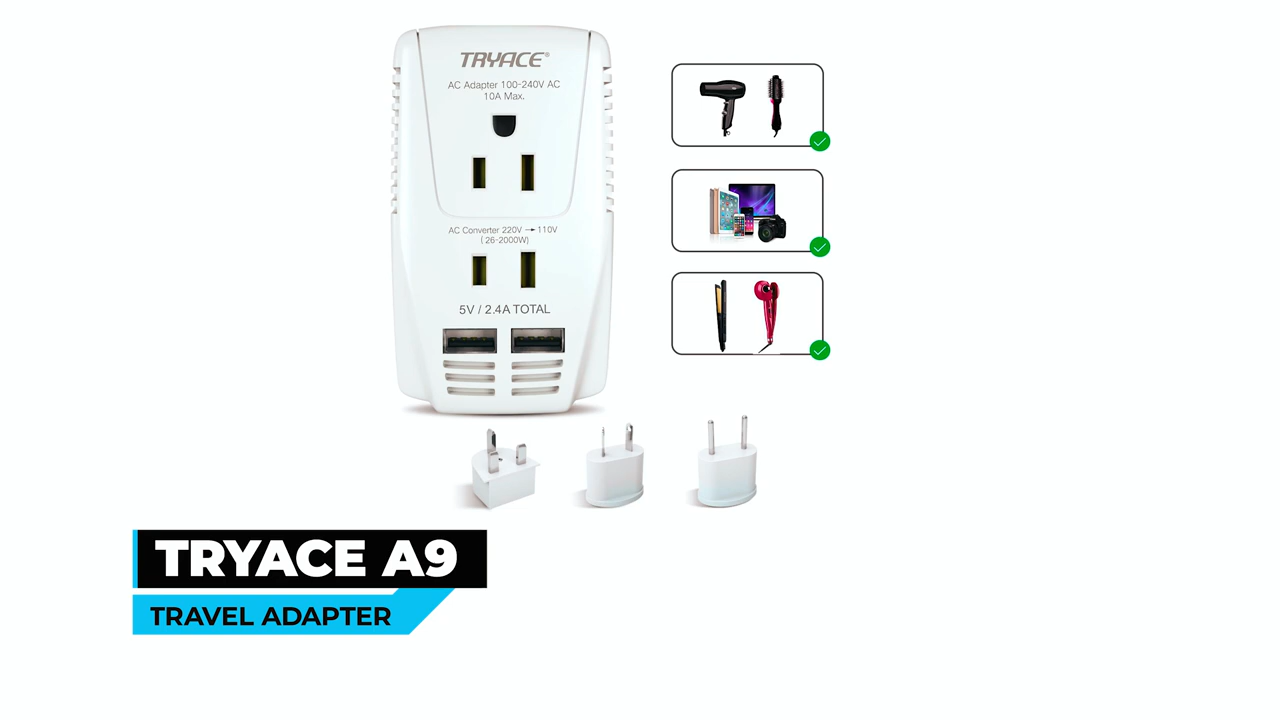 TRYACE®
AC Adapter 100-240V AC
10A Max.
AC Converter 220V → 110V
(26-2000W)
5V / 2.4A TOTAL
TRYACE A9
TRAVEL ADAPTER